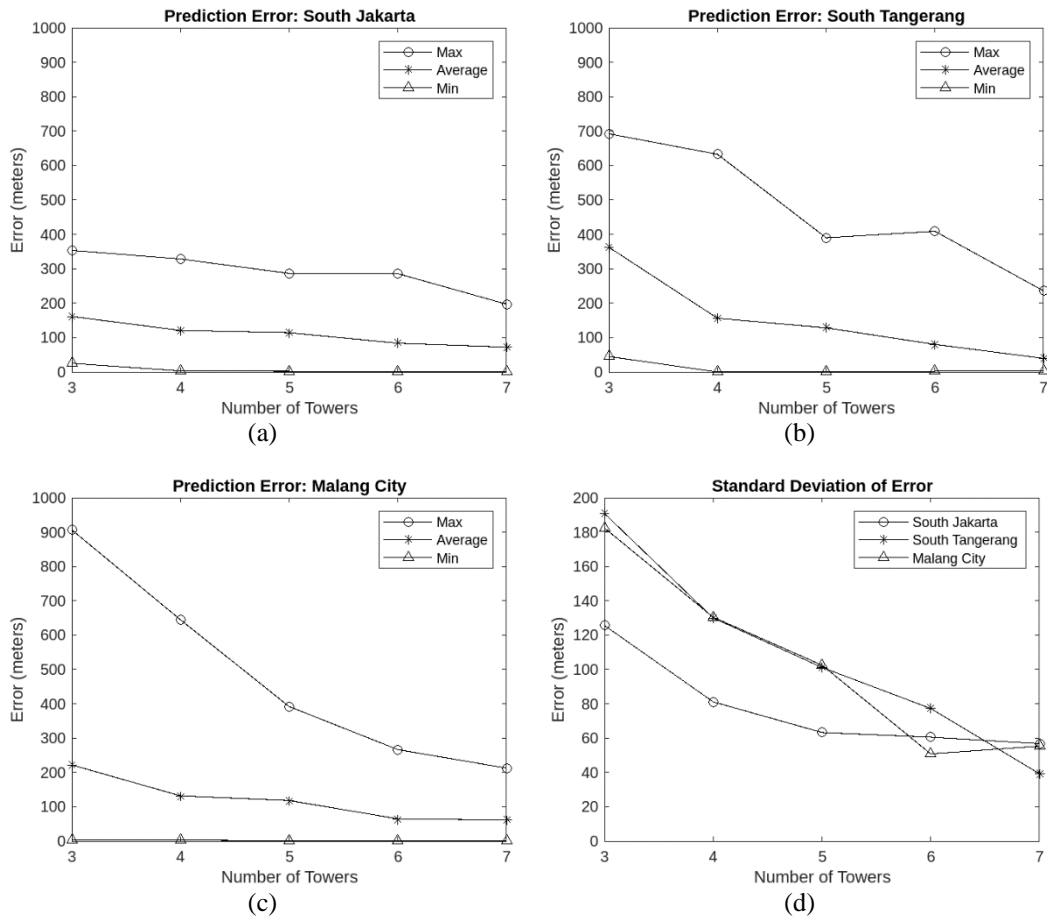 Prediction Error: South Jakarta
1000
900
800
700
600
500
400
300
200
100
0
Error (meters)
Max
Average
Min
3 4 5 6 7
Number of Towers
(a)
Prediction Error: South Tangerang
1000
900
800
700
600
500
400
300
200
100
0
Error (meters)
Max
Average
Min
3 4 5 6 7
Number of Towers
(b)
Prediction Error: Malang City
1000
900
800
700
600
500
400
300
200
100
0
Error (meters)
Max
Average
Min
3 4 5 6 7
Number of Towers
(c)
Standard Deviation of Error
200
180
160
140
120
100
80
60
40
20
0
Error (meters)
South Jakarta
South Tangerang
Malang City
3 4 5 6 7
Number of Towers
(d)